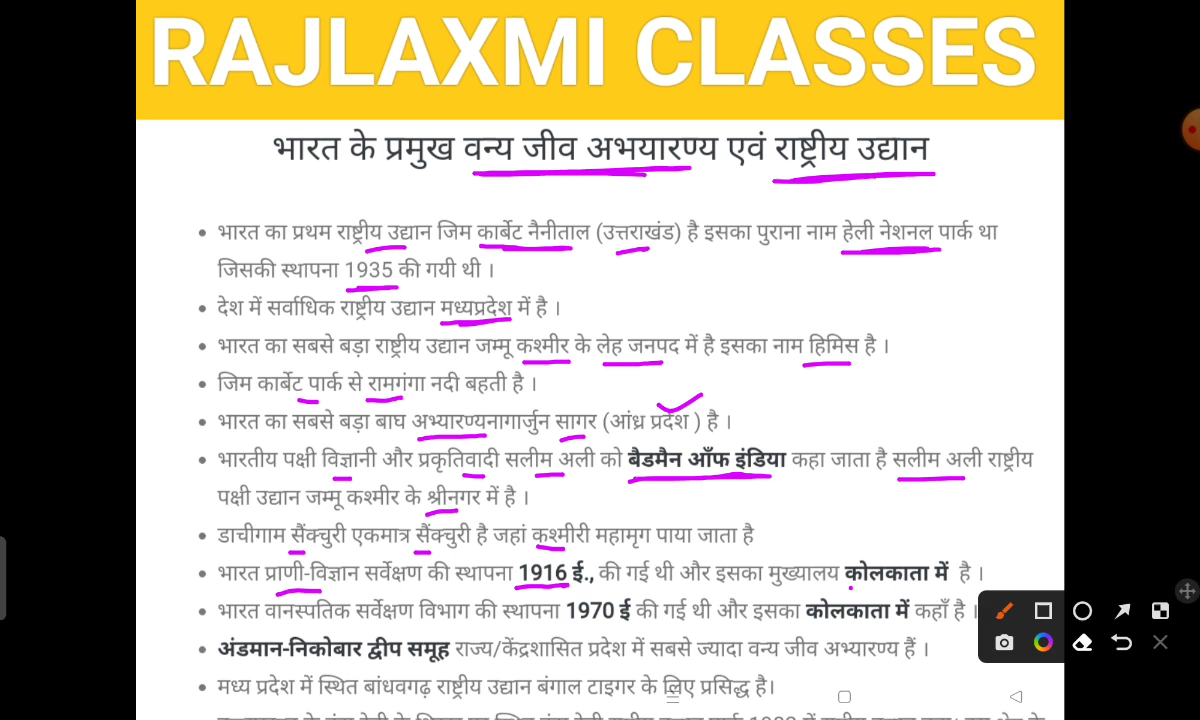 RAJLAXMI CLASSES
भारत के प्रमुख वन्य जीव अभयारण्य एवं राष्ट्रीय उद्यान
• भारत का प्रथम राष्ट्रीय उद्यान जिम कार्बेट नैनीताल (उत्तराखंड) है इसका पुराना नाम हेली नेशनल पार्क था
जिसकी स्थापना 1935 की गयी थी ।
• देश में सर्वाधिक राष्ट्रीय उद्यान मध्यप्रदेश में है ।
• भारत का सबसे बड़ा राष्ट्रीय उद्यान जम्मू कश्मीर के लेह जनपद में है इसका नाम हिमिस है ।
• जिम कार्बेट पार्क से रामगंगा नदी बहती है ।
• भारत का सबसे बड़ा बाघ अभ्यारण्यनागार्जुन सागर (आंध्र प्रदेश ) है ।
• भारतीय पक्षी विज्ञानी और प्रकृतिवादी सलीम अली को बैडमैन ऑफ इंडिया कहा जाता है सलीम अली राष्ट्रीय
पक्षी उद्यान जम्मू कश्मीर के श्रीनगर में है ।
• डाचीगाम सैंक्चुरी एकमात्र सैंक्चुरी है जहां कश्मीरी महामृग पाया जाता है
• भारत प्राणी-विज्ञान सर्वेक्षण की स्थापना 1916 ई., की गई थी और इसका मुख्यालय कोलकाता में है ।
• भारत वानस्पतिक सर्वेक्षण विभाग की स्थापना 1970 ई की गई थी और इसका कोलकाता में कहाँ है ।
• अंडमान-निकोबार द्वीप समूह राज्य/केंद्रशासित प्रदेश में सबसे ज्यादा वन्य जीव अभ्यारण्य हैं ।
• मध्य प्रदेश में स्थित बांधवगढ़ राष्ट्रीय उद्यान बंगाल टाइगर के लिए प्रसिद्ध है।